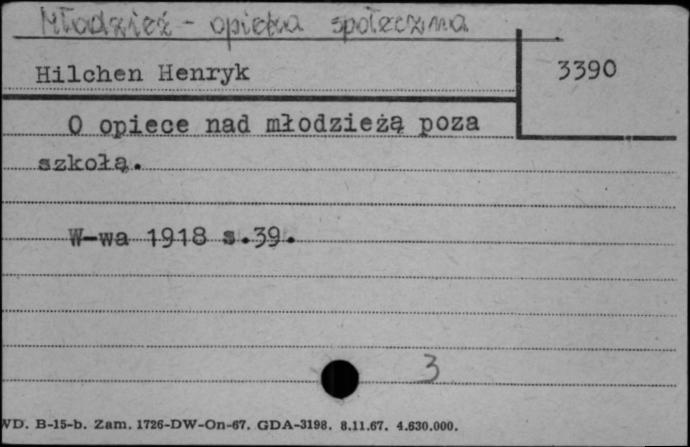 Młodzież - opieka społeczna
Hilchen Henryk
3390
O opiece nad młodzieżą poza
szkołą.
W-wa 1918 s.39.
3
WD. B-15-b. Zam. 1726-DW-On-67. GDA-3198. 8.11.67. 4.630.000.